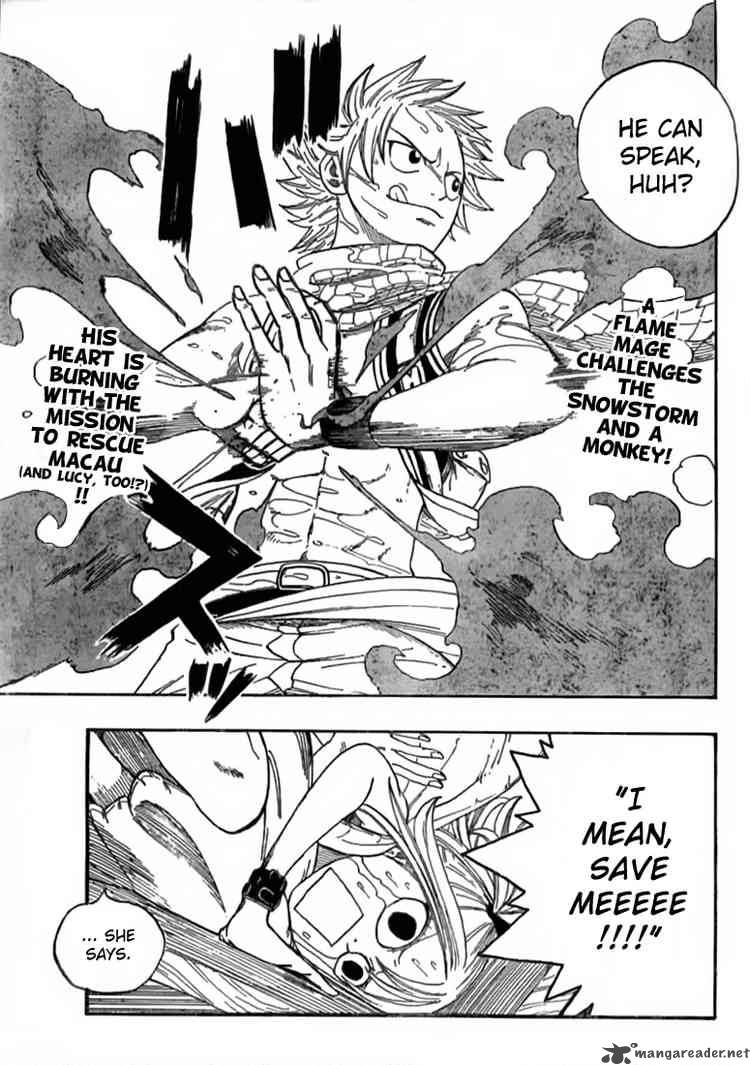 HE CAN
SPEAK,
HUH?
A
FLAME
MAGE
CHALLENGES
THE
SNOWSTORM
AND A
MONKEY!
HIS
HEART IS
BURNING
WITH THE
MISSION
TO RESCUE
MACAU
(AND LUCY, TOO!?)
!!
"I
MEAN,
SAVE
MEEEEE
!!!!"
... SHE
SAYS.
mangareader.net